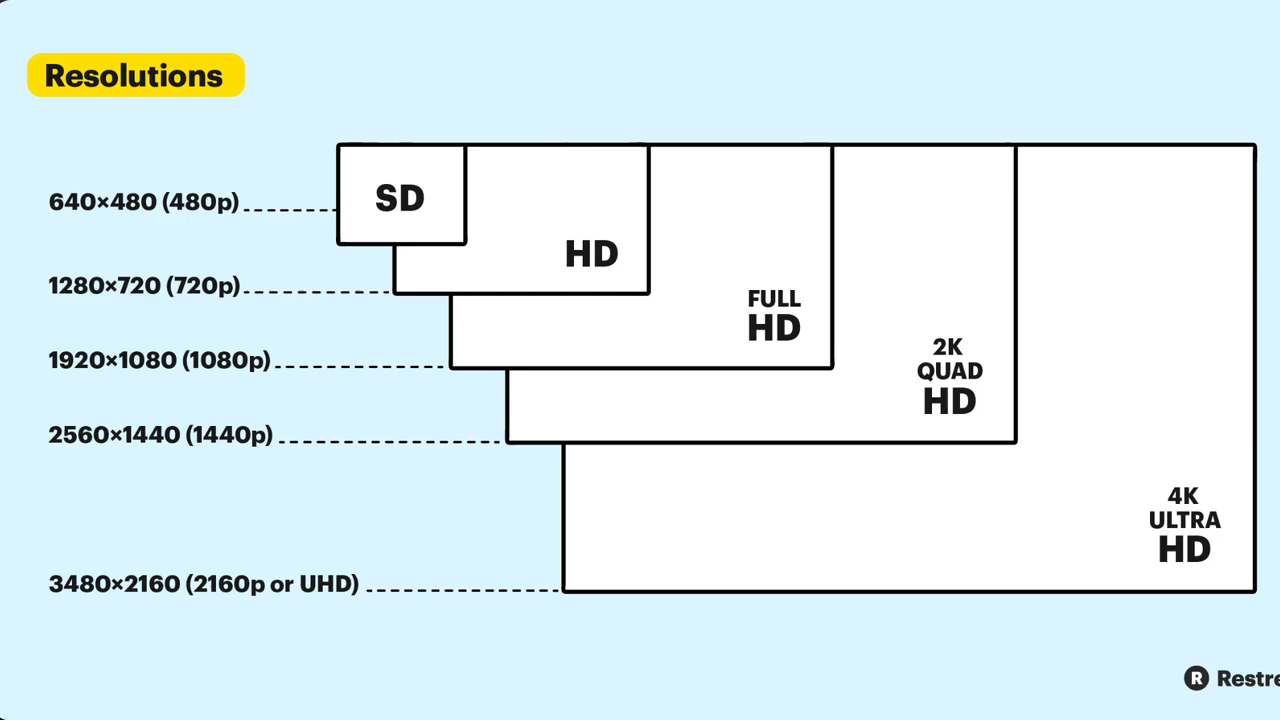 Resolutions
640×480 (480p)
SD
1280×720 (720p)
HD
1920×1080 (1080p)
FULL
HD
2560×1440 (1440p)
2K
QUAD
HD
3480×2160 (2160p or UHD)
4K
ULTRA
HD
R Restre